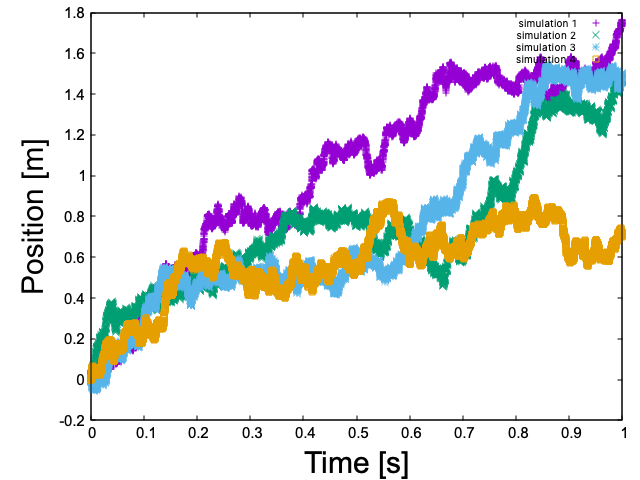 1.8
simulation 1
simulation 2
simulation 3
simulation 4
1.6
1.4
1.2
1
0.8
0.6
0.4
0.2
0
-0.2
Position [m]
0 0.1 0.2 0.3 0.4 0.5 0.6 0.7 0.8 0.9 1
Time [s]